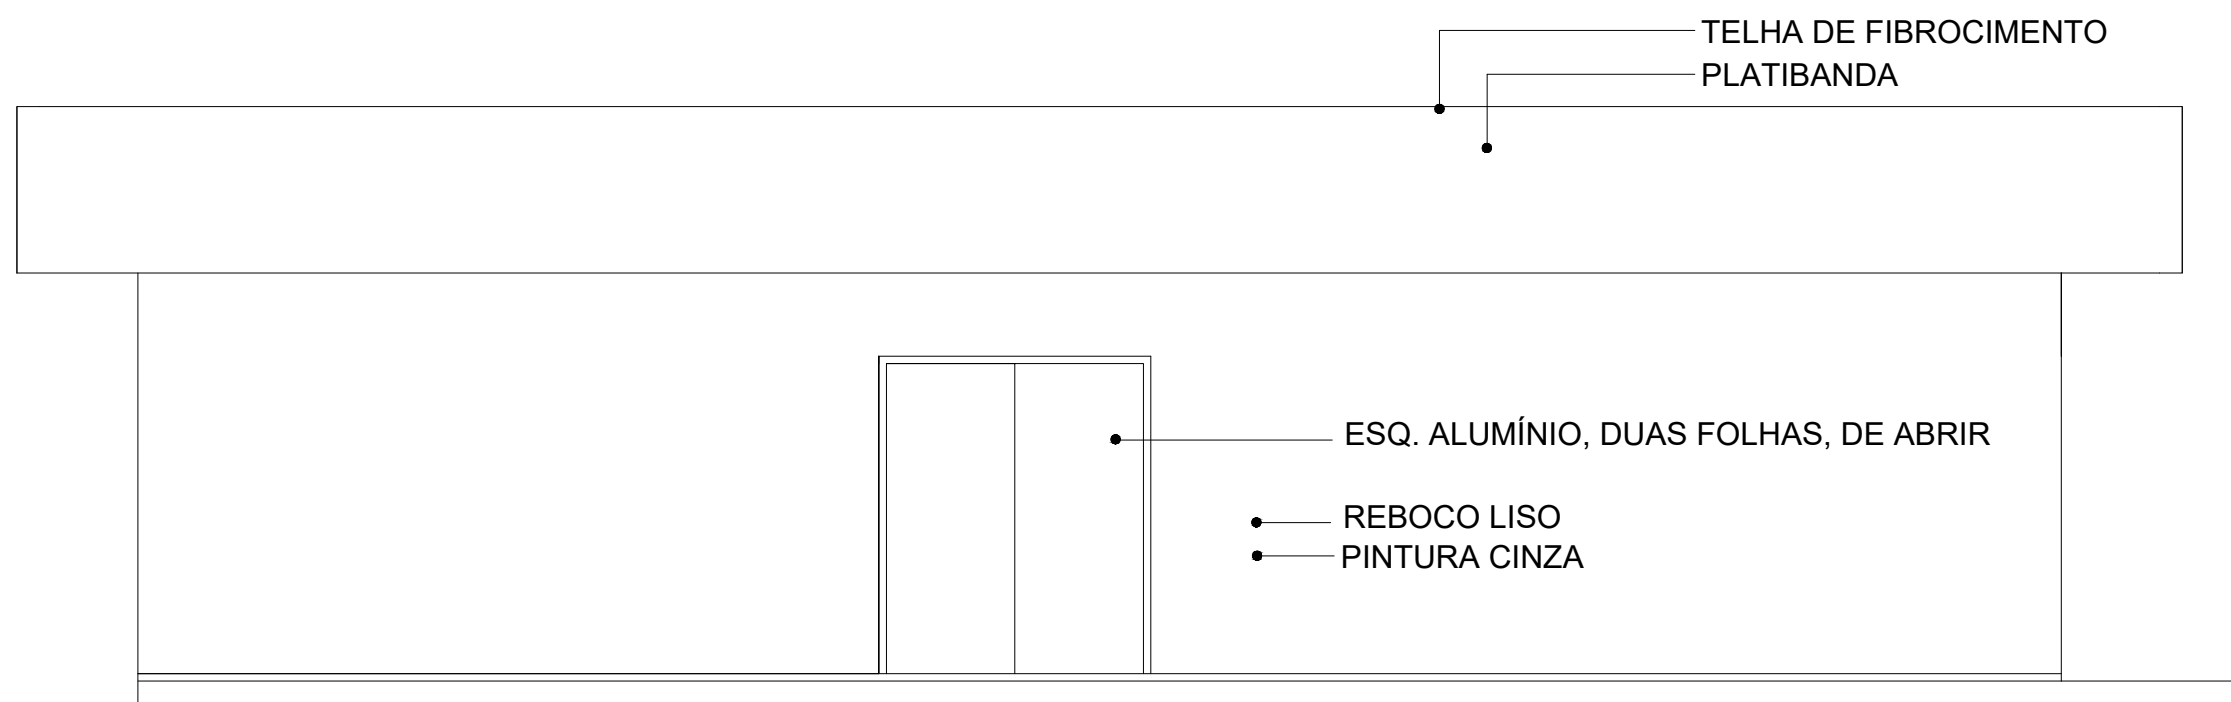 TELHA DE FIBROCIMENTO
PLATIBANDA
ESQ. ALUMÍNIO, DUAS FOLHAS, DE ABRIR
REBOCO LISO
PINTURA CINZA